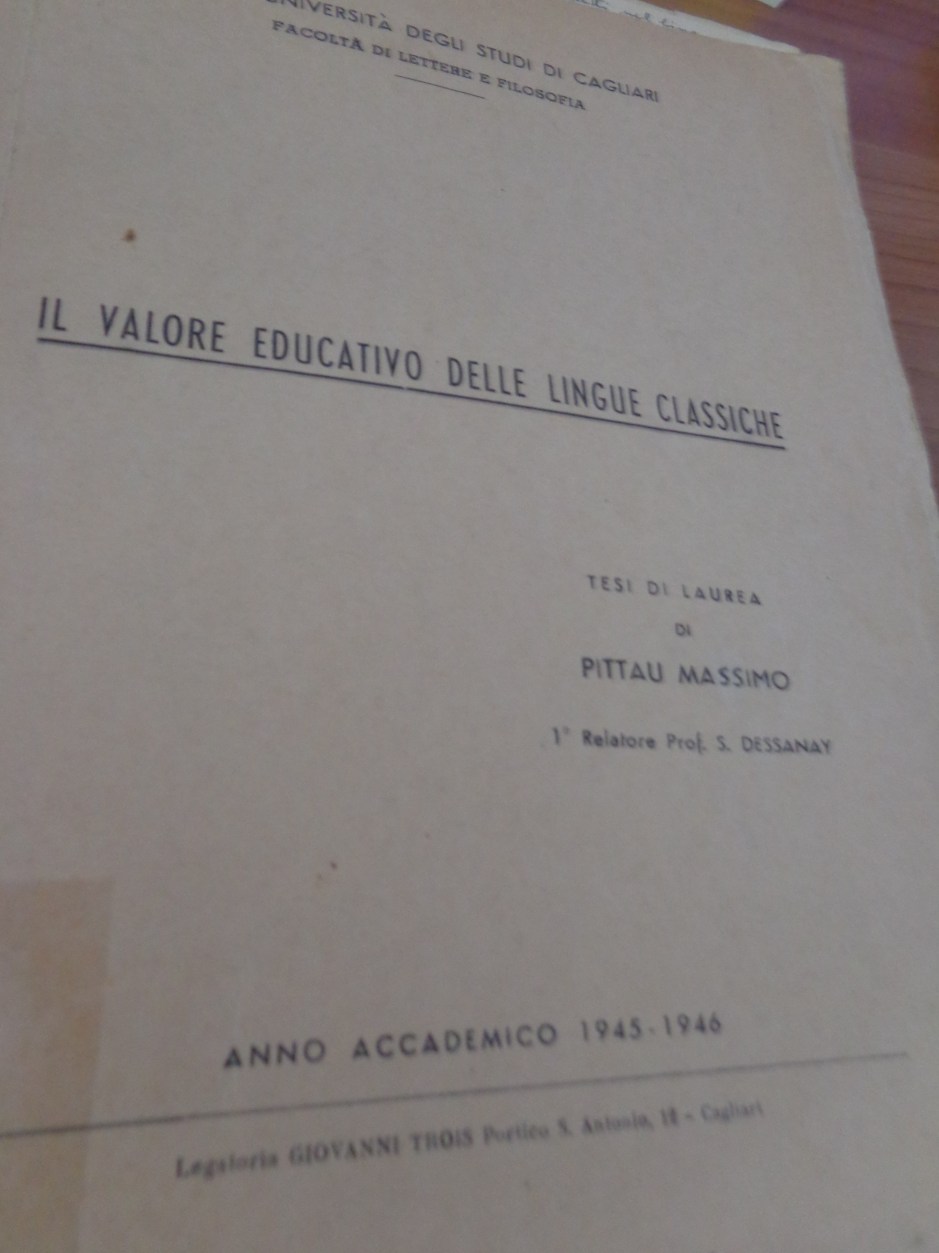 UNIVERSITÀ DEGLI STUDI DI CAGLIARI
FACOLTÀ DI LETTERE E FILOSOFIA
IL VALORE EDUCATIVO DELLE LINGUE CLASSICHE
TESI DI LAUREA
DI
PITTAU MASSIMO
1° Relatore Prof. S. DESSANAY
ANNO ACCADEMICO 1945-1946
Legatoria GIOVANNI TROIS Portico S. Antonio, - Cagliari